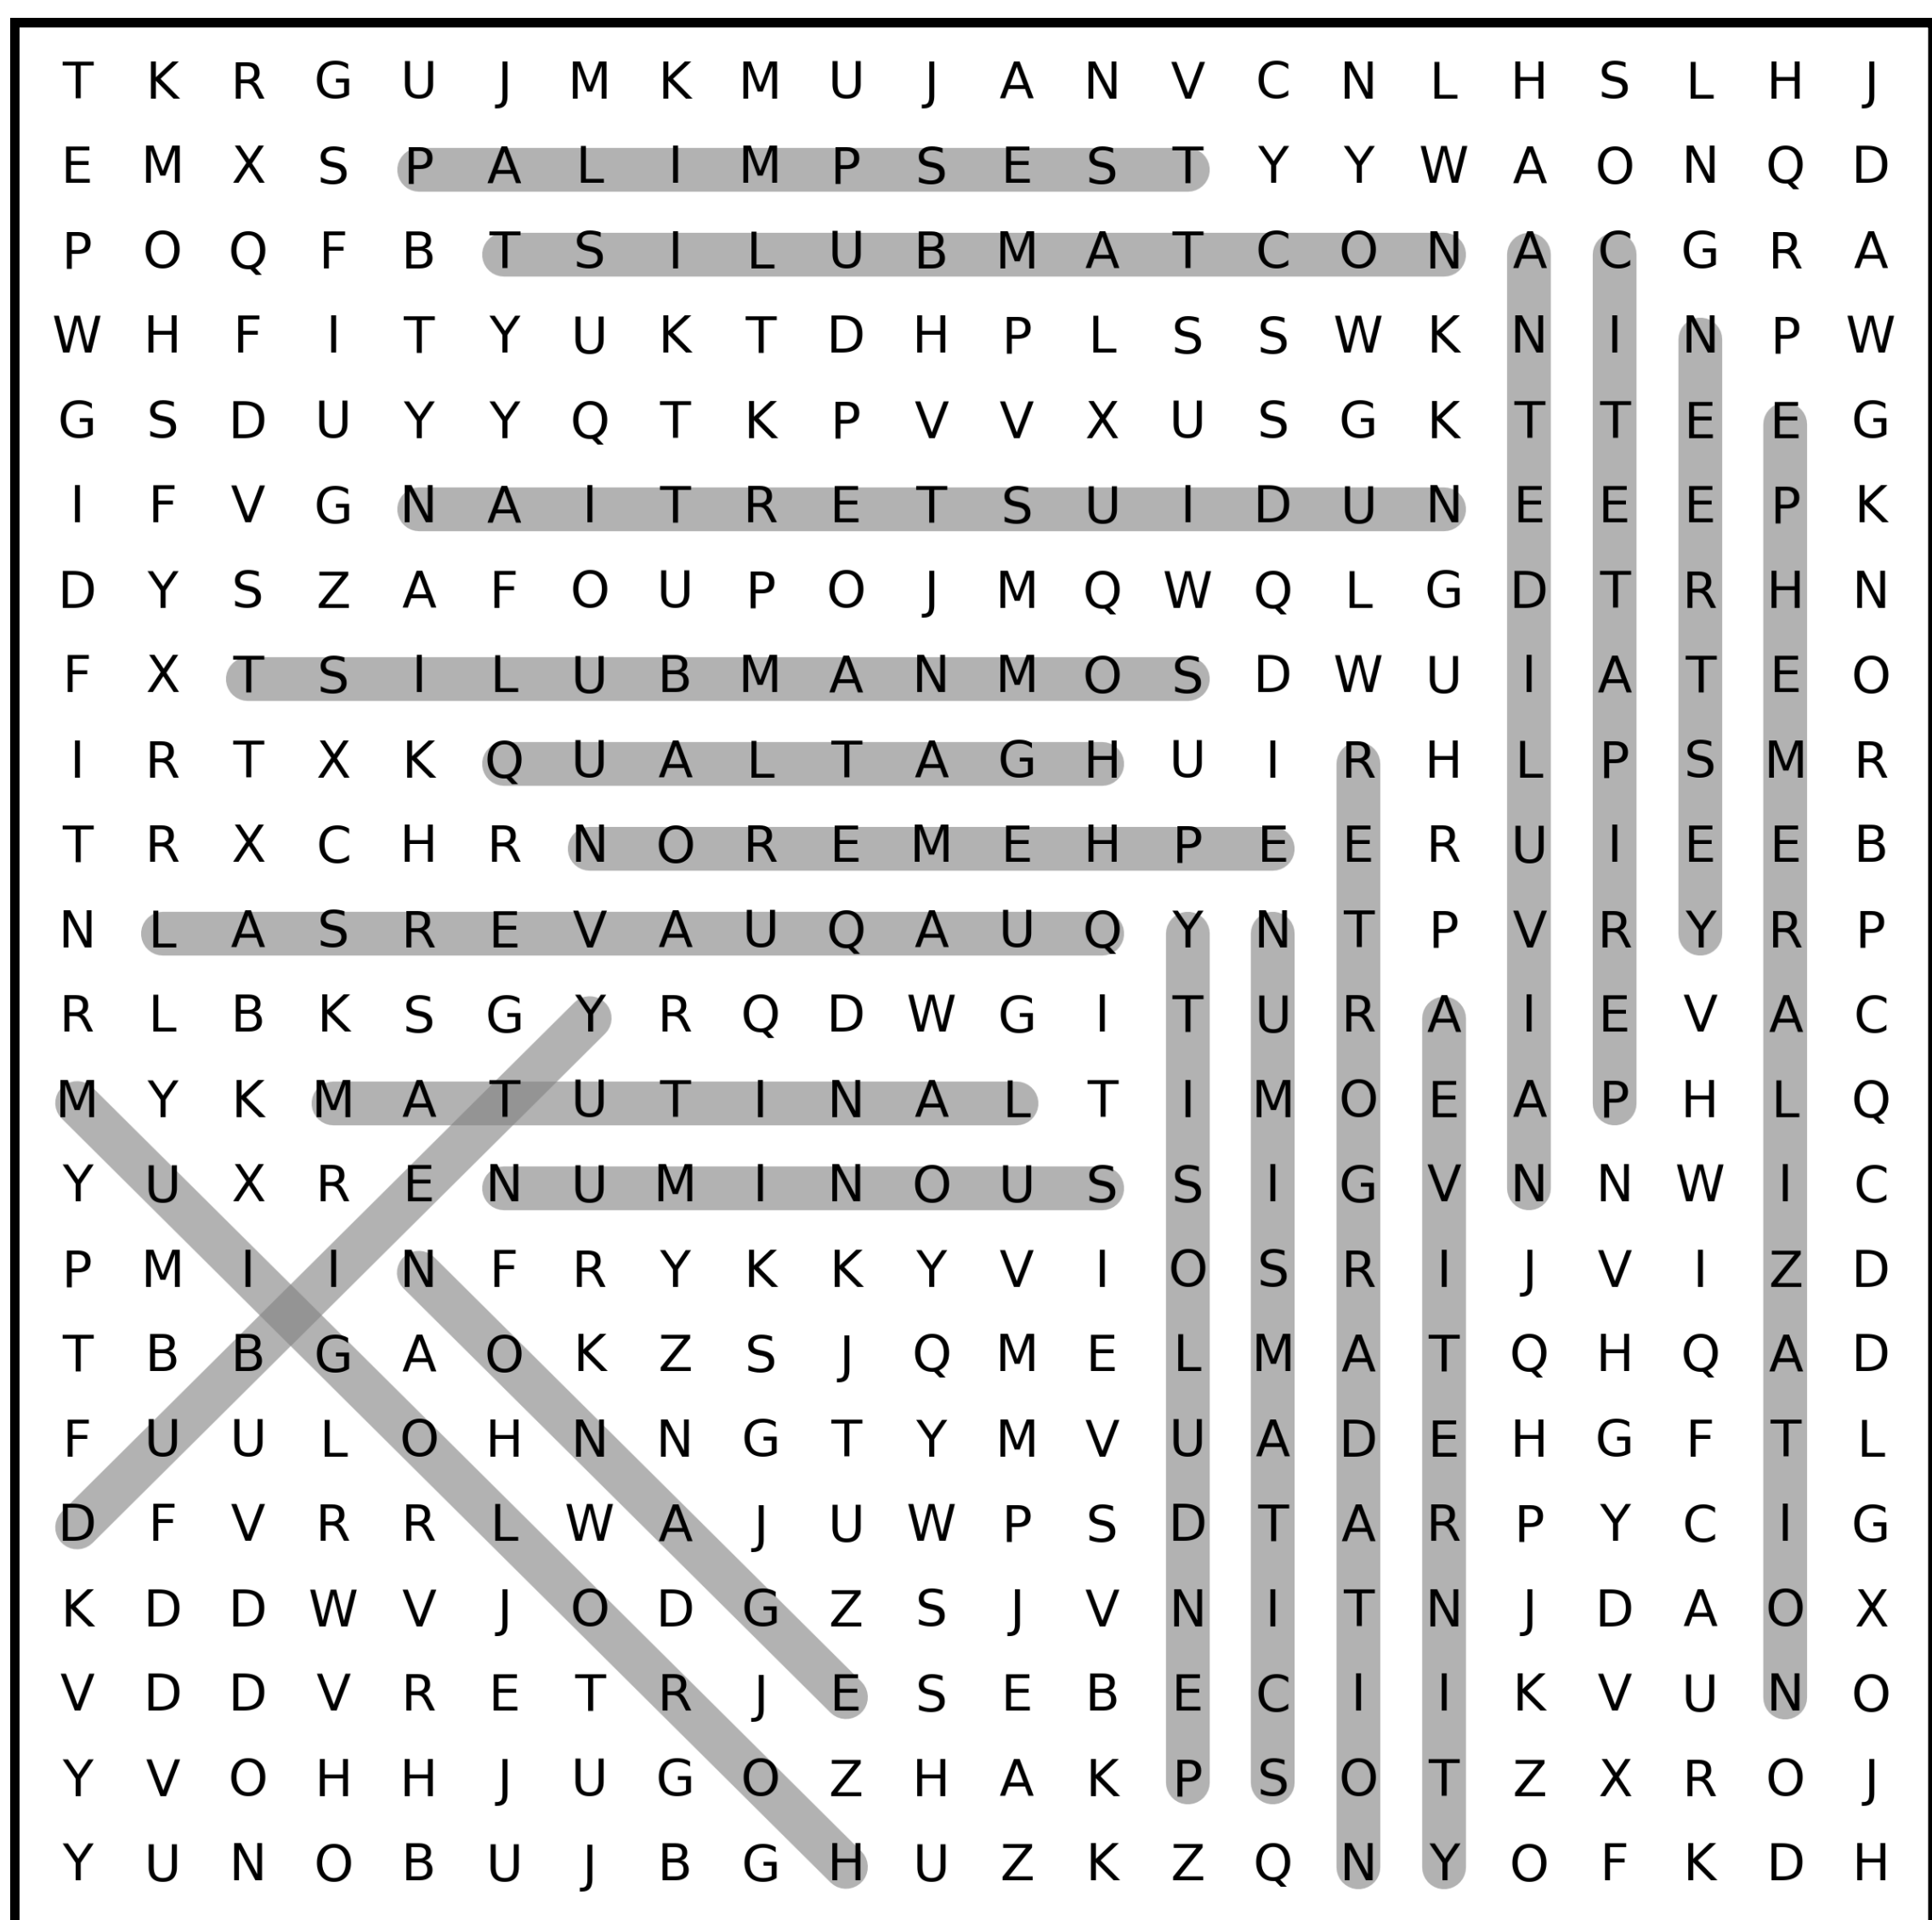 T K R G U J M K M U J A N V C N L H S L H J
E M X S P A L I M P S E S T Y Y W A O N Q D
P O Q F B T S I L U B M A T C O N A C G R A
W H F I T Y U K T D H P L S S W K N I N P W
G S D U Y Y Q T K P V V X U S G K T T E E G
I F V G N A I T R E T S U I D U N E E E P K
D Y S Z A F O U P O J M Q W Q L G D T R H N
F X T S I L U B M A N M O S D W U I A T E O
I R T X K Q U A L T A G H U I R H L P S M R
T R X C H R N O R E M E H P E E R U I E E B
N L A S R E V A U Q A U Q Y N T P V R Y R P
R L B K S G Y R Q D W G I T U R A I E V A C
M Y K M A T U T I N A L T I M O E A P H L Q
Y U X R E N U M I N O U S S I G V N N W I C
P M I I N F R Y K K Y V I O S R I J V I Z D
T B B G A O K Z S J Q M E L M A T Q H Q A D
F U U L O H N N G T Y M V U A D E H G F T L
D F V R R L W A J U W P S D T A R P Y C I G
K D D W V J O D G Z S J V N I T N J D A O X
V D D V R E T R J E S E B E C I I K V U N O
Y V O H H J U G O Z H A K P S O T Z X R O J
Y U N O B U J B G H U Z K Z Q N Y O F K D H